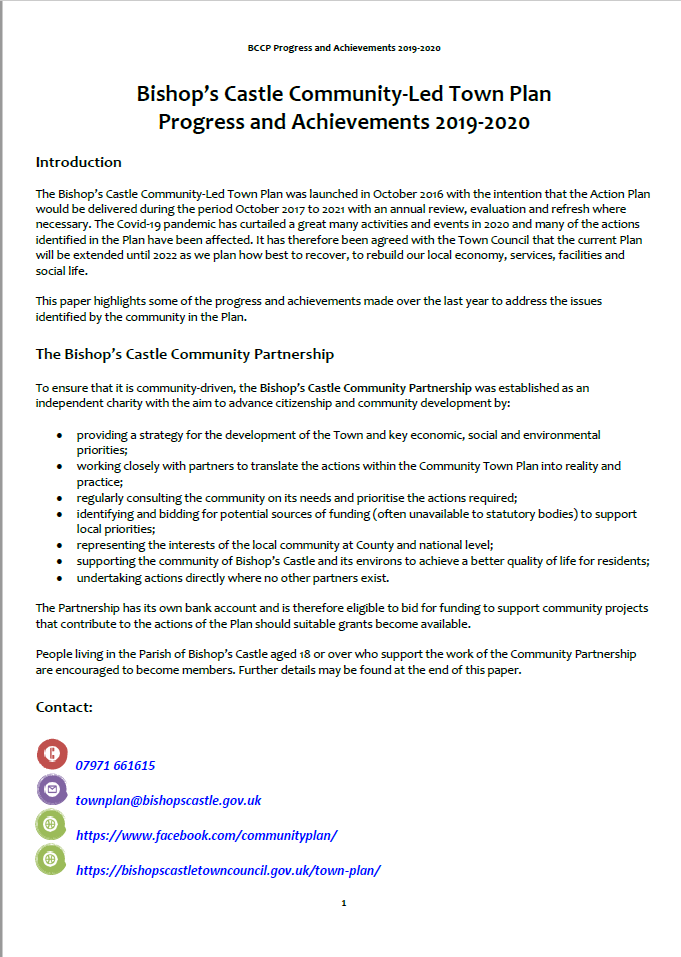 BCCP Progress and Achievements 2019-2020
Bishop's Castle Community-Led Town Plan
Progress and Achievements 2019-2020
Introduction
The Bishop's Castle Community-Led Town Plan was launched in October 2016 with the intention that the Action Plan
would be delivered during the period October 2017 to 2021 with an annual review, evaluation and refresh where
necessary. The Covid-19 pandemic has curtailed a great many activities and events in 2020 and many of the actions
identified in the Plan have been affected. It has therefore been agreed with the Town Council that the current Plan
will be extended until 2022 as we plan how best to recover, to rebuild our local economy, services, facilities and
social life.
This paper highlights some of the progress and achievements made over the last year to address the issues
identified by the community in the Plan.
The Bishop's Castle Community Partnership
To ensure that it is community-driven, the Bishop's Castle Community Partnership was established as an
independent charity with the aim to advance citizenship and community development by:
• providing a strategy for the development of the Town and key economic, social and environmental
priorities;
• working closely with partners to translate the actions within the Community Town Plan into reality and
practice;
• regularly consulting the community on its needs and prioritise the actions required;
• identifying and bidding for potential sources of funding (often unavailable to statutory bodies) to support
local priorities;
• representing the interests of the local community at County and national level;
• supporting the community of Bishop's Castle and its environs to achieve a better quality of life for residents;
• undertaking actions directly where no other partners exist.
The Partnership has its own bank account and is therefore eligible to bid for funding to support community projects
that contribute to the actions of the Plan should suitable grants become available.
People living in the Parish of Bishop's Castle aged 18 or over who support the work of the Community Partnership
are encouraged to become members. Further details may be found at the end of this paper.
Contact:
07971 661615
townplan@bishopscastle.gov.uk
https://www.facebook.com/communityplan/
https://bishopscastletowncouncil.gov.uk/town-plan/
1